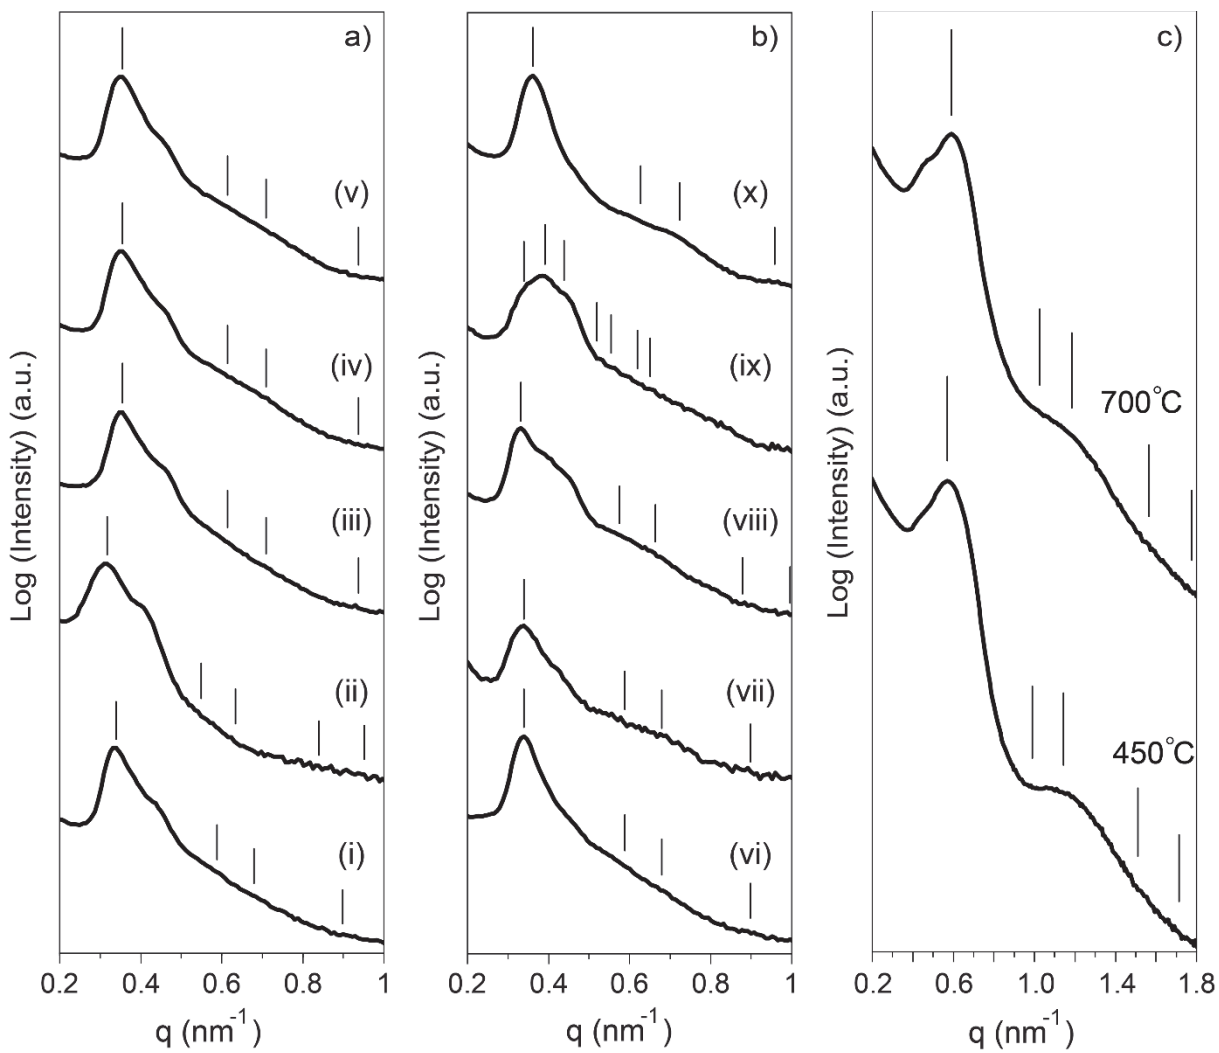 a)
(v)
(iv)
(iii)
(ii)
(i)
Log (Intensity) (a.u.)
0.2 0.4 0.6 0.8 1
q (nm⁻¹)
b)
(x)
(ix)
(viii)
(vii)
(vi)
Log (Intensity) (a.u.)
0.2 0.4 0.6 0.8 1
q (nm⁻¹)
c)
700°C
450°C
Log (Intensity) (a.u.)
0.2 0.6 1.0 1.4 1.8
q (nm⁻¹)